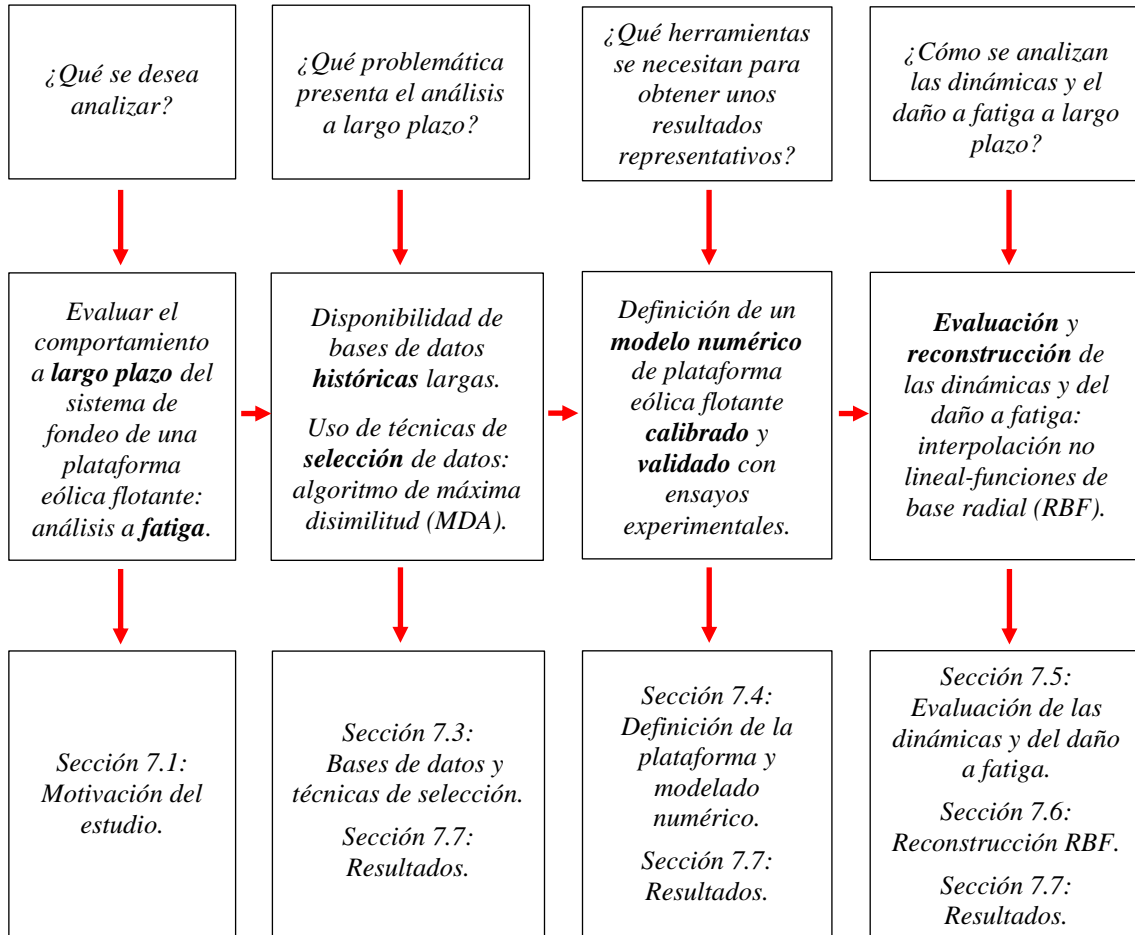 ¿Qué se desea
analizar?
¿Qué problemática
presenta el análisis
a largo plazo?
¿Qué herramientas
se necesitan para
obtener unos
resultados
representativos?
¿Cómo se analizan
las dinámicas y el
daño a fatiga a largo
plazo?
Evaluar el
comportamiento
a largo plazo del
sistema de
fondeo de una
plataforma
eólica flotante:
análisis a fatiga.
Disponibilidad de
bases de datos
históricas largas.
Uso de técnicas de
selección de datos:
algoritmo de máxima
disimilitud (MDA).
Definición de un
modelo numérico
de plataforma
eólica flotante
calibrado y
validado con
ensayos
experimentales.
Evaluación y
reconstrucción de
las dinámicas y del
daño a fatiga:
interpolación no
lineal-funciones de
base radial (RBF).
Sección 7.1:
Motivación del
estudio.
Sección 7.3:
Bases de datos y
técnicas de selección.
Sección 7.7:
Resultados.
Sección 7.4:
Definición de la
plataforma y
modelado
numérico.
Sección 7.7:
Resultados.
Sección 7.5:
Evaluación de las
dinámicas y del daño
a fatiga.
Sección 7.6:
Reconstrucción RBF.
Sección 7.7:
Resultados.